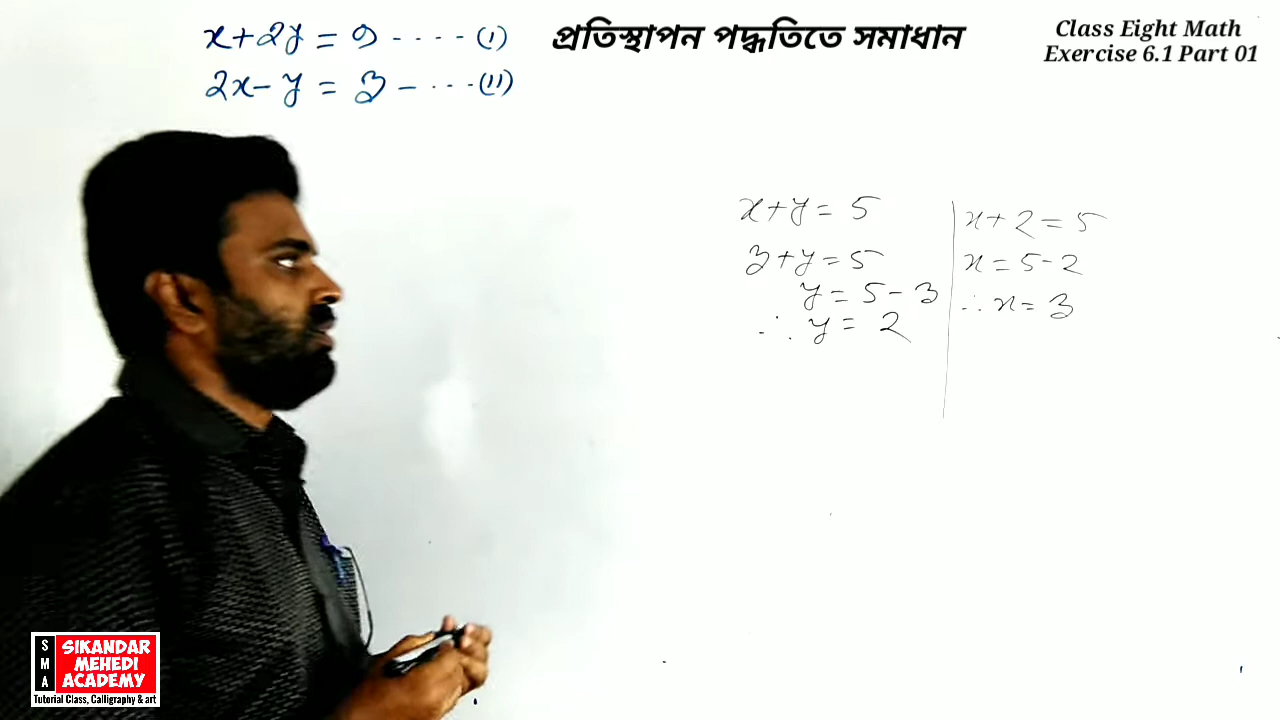 x+2y = 9 - - - - - (i)
2x- y = 3 - - - - (ii)
প্রতিস্থাপন পদ্ধতিতে সমাধান
Class Eight Math
Exercise 6.1 Part 01
x+y = 5
3+y=5
y = 5-3
∴ y = 2
x+2=5
x=5-2
∴ x= 3
SMA
SIKANDAR
MEHEDI
ACADEMY
Tutorial Class, Calligraphy & art